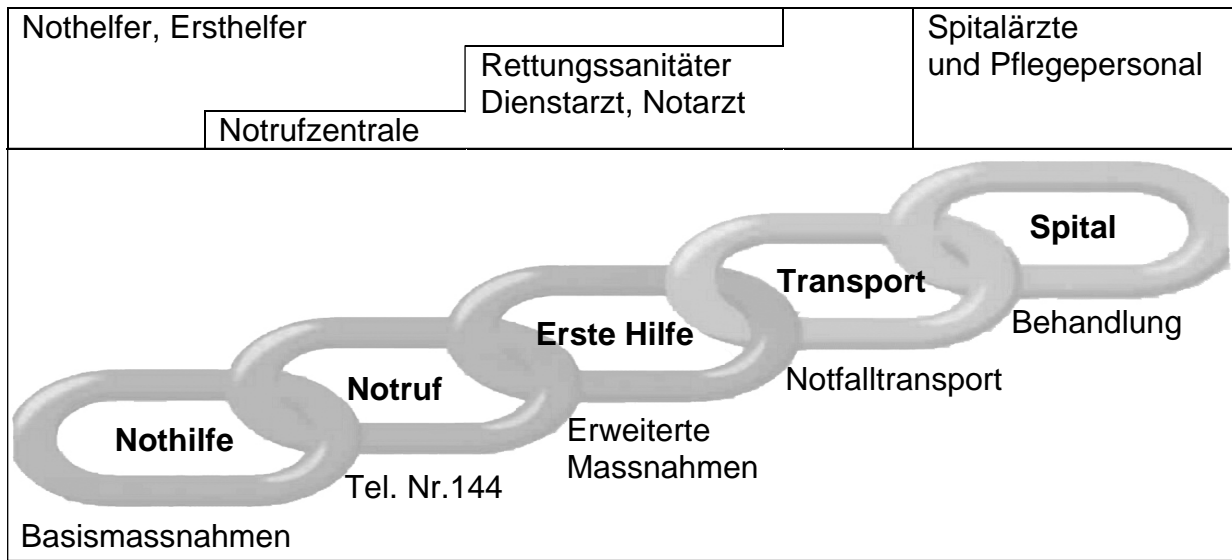 Nothelfer, Ersthelfer
Spitalärzte
und Pflegepersonal
Rettungssanitäter
Dienstarzt, Notarzt
Notrufzentrale
Spital
Transport
Behandlung
Erste Hilfe
Notfalltransport
Notruf
Erweiterte
Massnahmen
Nothilfe
Tel. Nr.144
Basismassnahmen